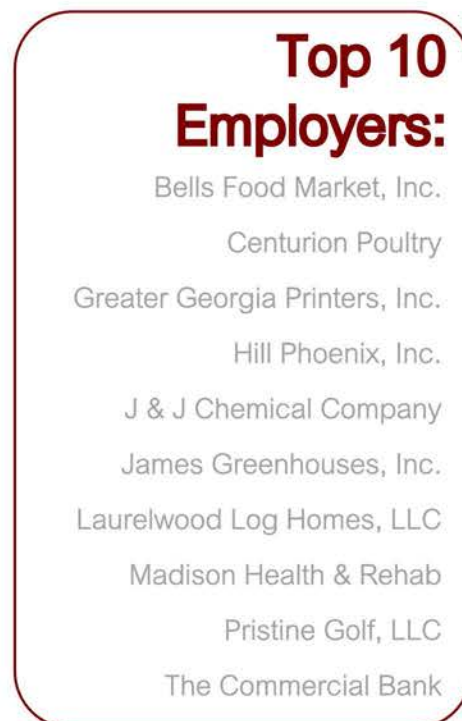 Top 10
Employers:
Bells Food Market, Inc.
Centurion Poultry
Greater Georgia Printers, Inc.
Hill Phoenix, Inc.
J & J Chemical Company
James Greenhouses, Inc.
Laurelwood Log Homes, LLC
Madison Health & Rehab
Pristine Golf, LLC
The Commercial Bank